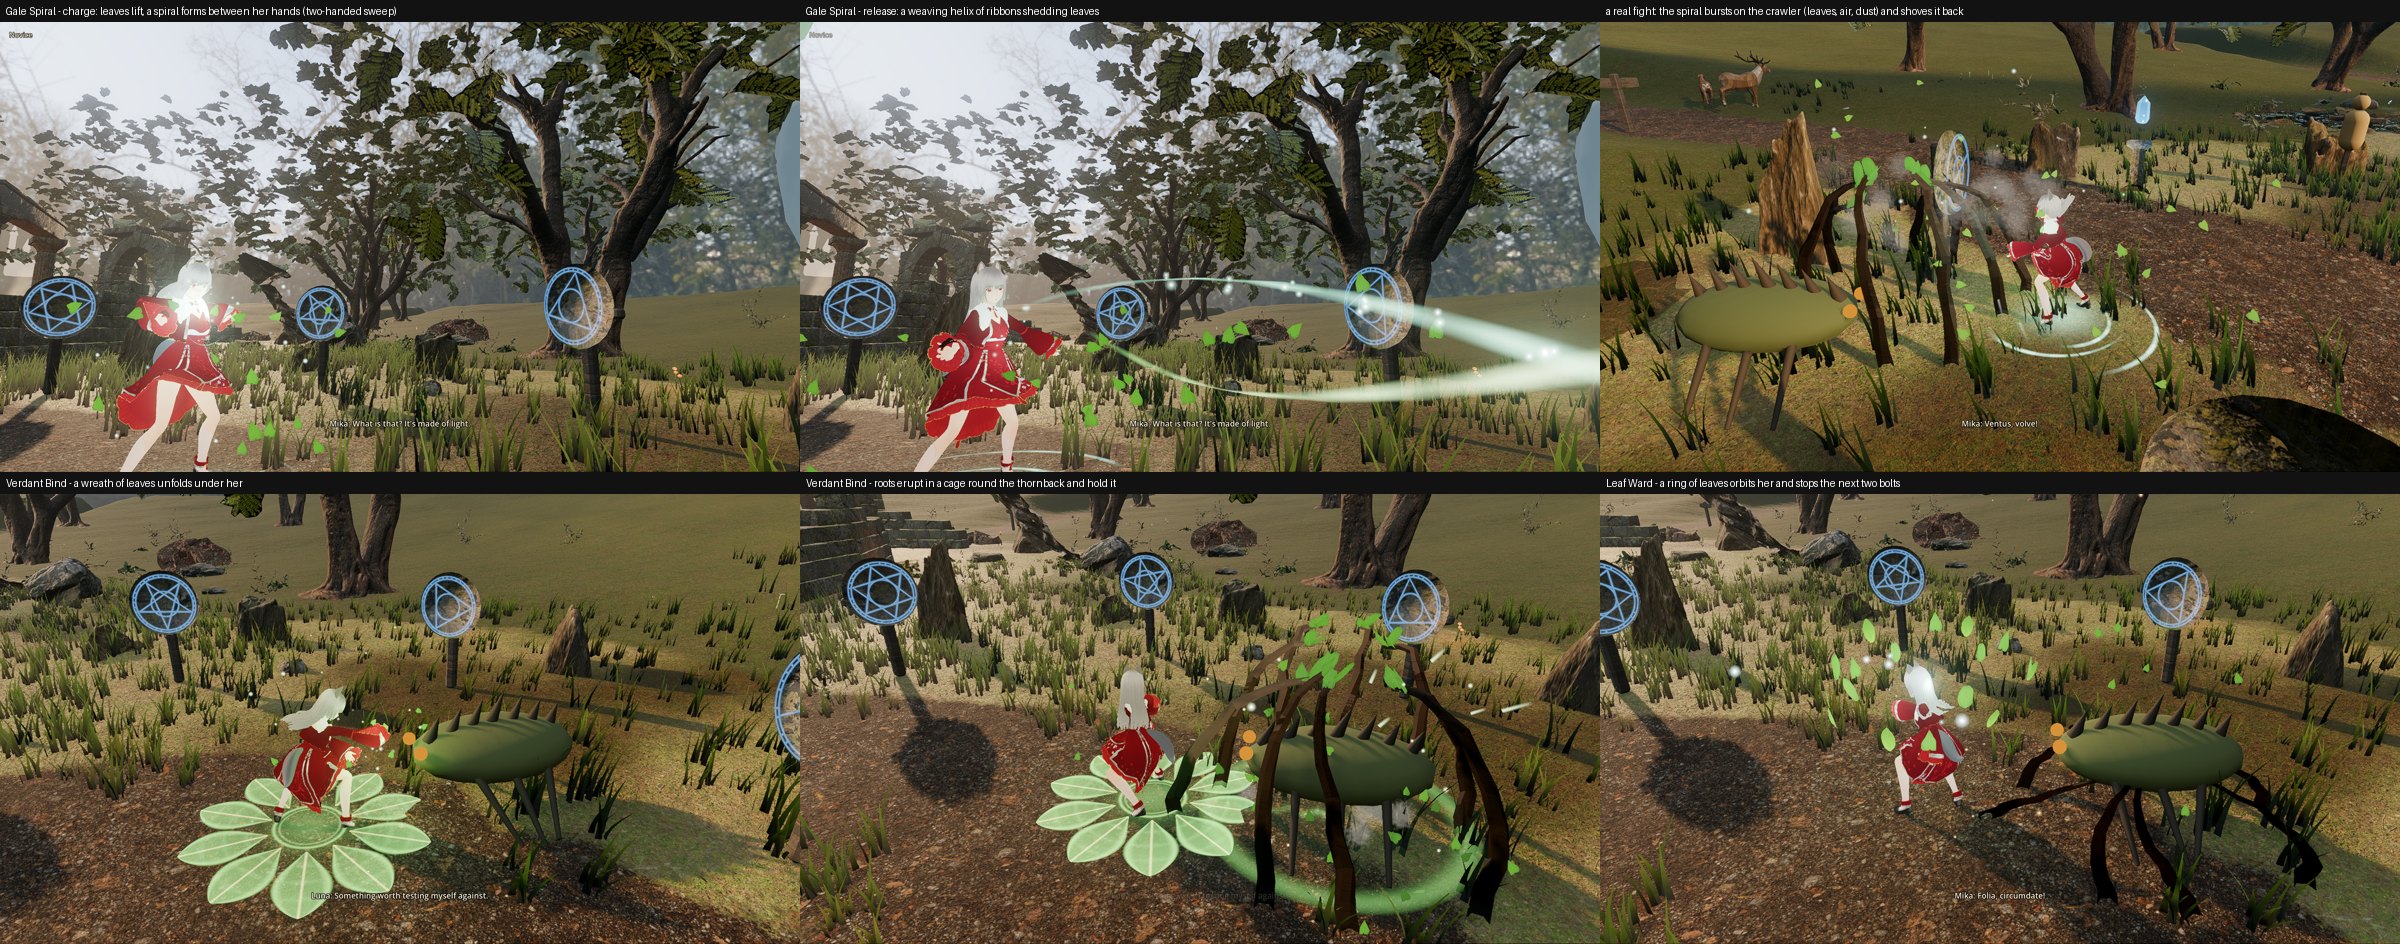 Gale Spiral - charge: leaves lift, a spiral forms between her hands (two-handed sweep)
Gale Spiral - release: a weaving helix of ribbons shedding leaves
a real fight: the spiral bursts on the crawler (leaves, air, dust) and shoves it back
Novice
Novice
Mika: What is that? It's made of light
Mika: What is that? It's made of light
Mika: Ventus, volve!
Verdant Bind - a wreath of leaves unfolds under her
Verdant Bind - roots erupt in a cage round the thornback and hold it
Leaf Ward - a ring of leaves orbits her and stops the next two bolts
Luna: Something worth testing myself against.
Mika: Folia, circumdate!